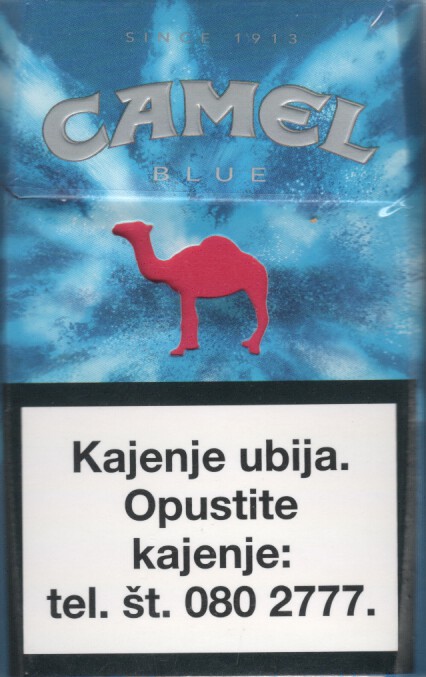 SINCE 1913
CAMEL
BLUE
Kajenje ubija.
Opustite
kajenje:
tel. št. 080 2777.